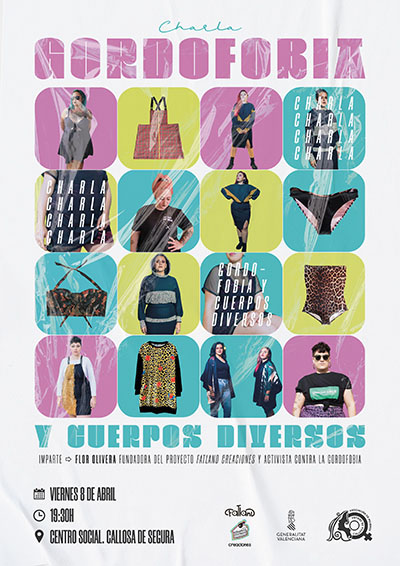 Charla
GORDOFOBIA
CHARLA
CHARLA
CHARLA
CHARLA
CHARLA
CHARLA
CHARLA
CHARLA
GORDO-
FOBIA Y
CUERPOS
DIVERSOS
Y CUERPOS DIVERSOS
IMPARTE ➩ FLOR OLIVERA FUNDADORA DEL PROYECTO FATLAND CREACIONES Y ACTIVISTA CONTRA LA GORDOFOBIA
VIERNES 8 DE ABRIL
19:30H
CENTRO SOCIAL. CALLOSA DE SEGURA
Fatland
creaciones
GENERALITAT
VALENCIANA